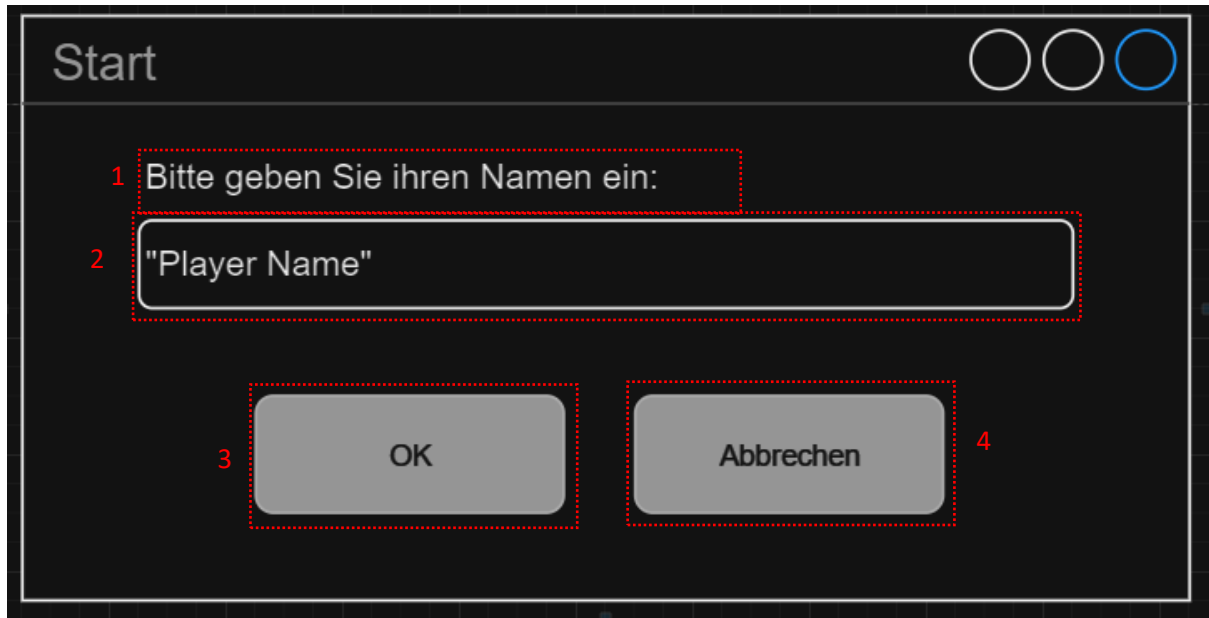 Start
1 Bitte geben Sie ihren Namen ein:
2 "Player Name"
3 OK Abbrechen 4